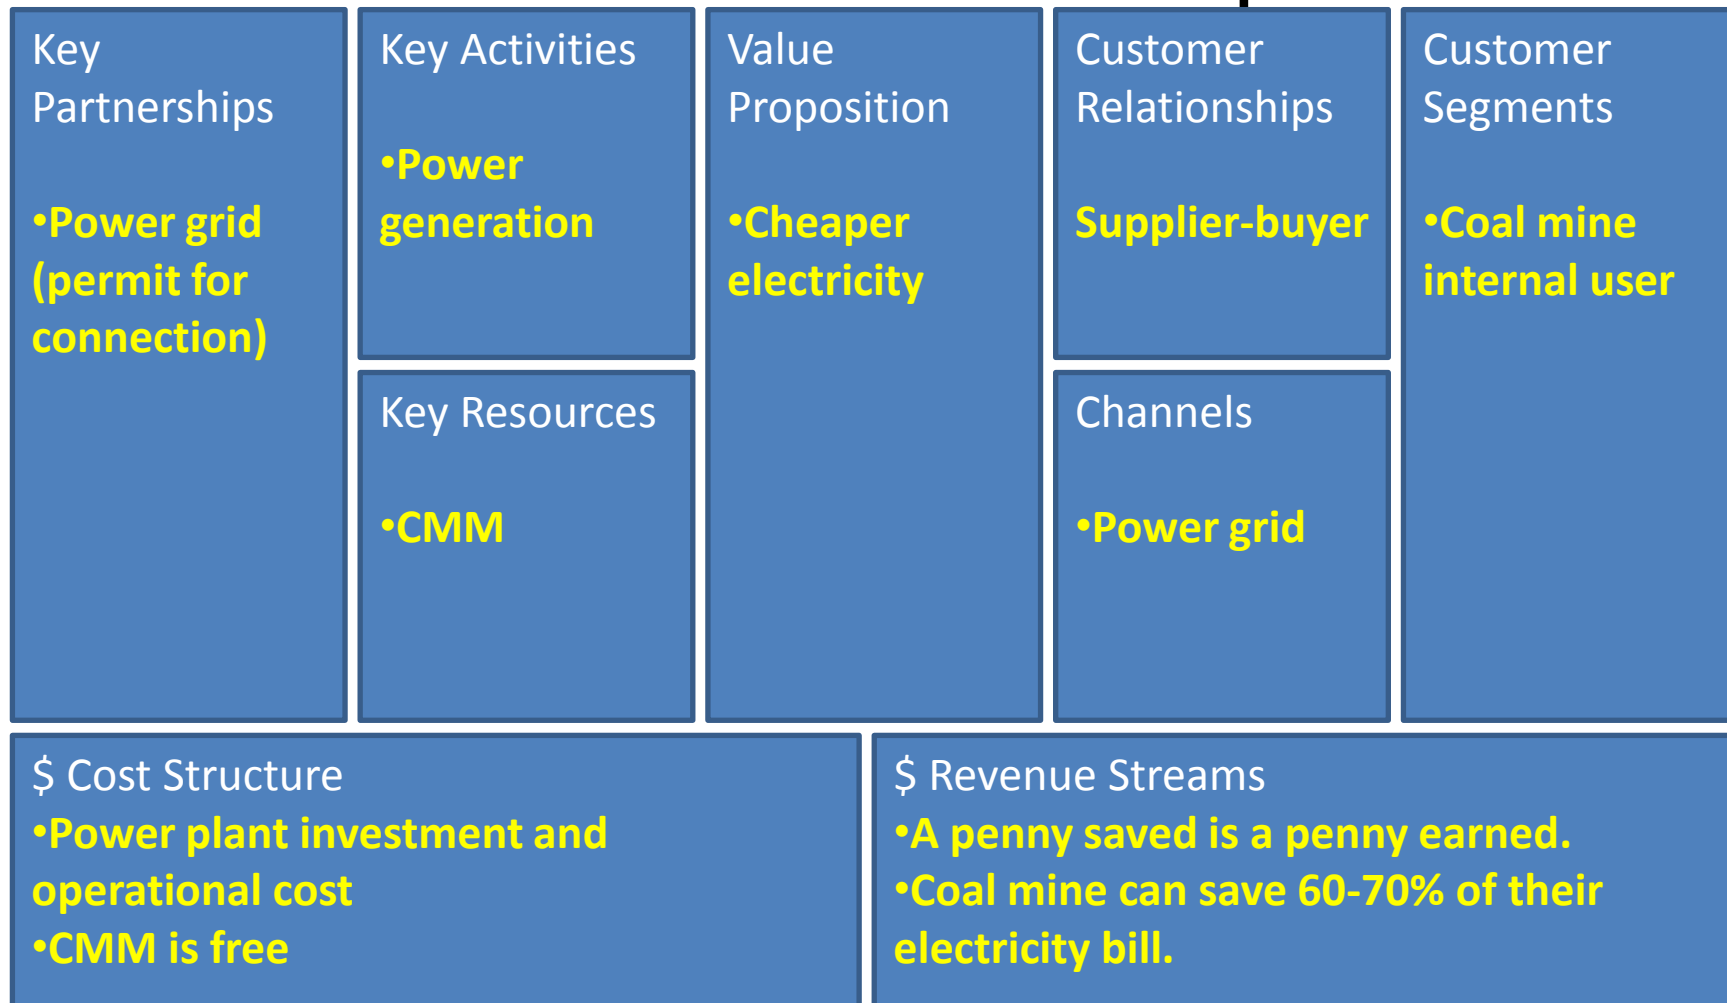 Key
Partnerships
•Power grid
(permit for
connection)
Key Activities
•Power
generation
Key Resources
•CMM
Value
Proposition
•Cheaper
electricity
Customer
Relationships
Supplier-buyer
Channels
•Power grid
Customer
Segments
•Coal mine
internal user
$ Cost Structure
•Power plant investment and
operational cost
•CMM is free
$ Revenue Streams
•A penny saved is a penny earned.
•Coal mine can save 60-70% of their
electricity bill.